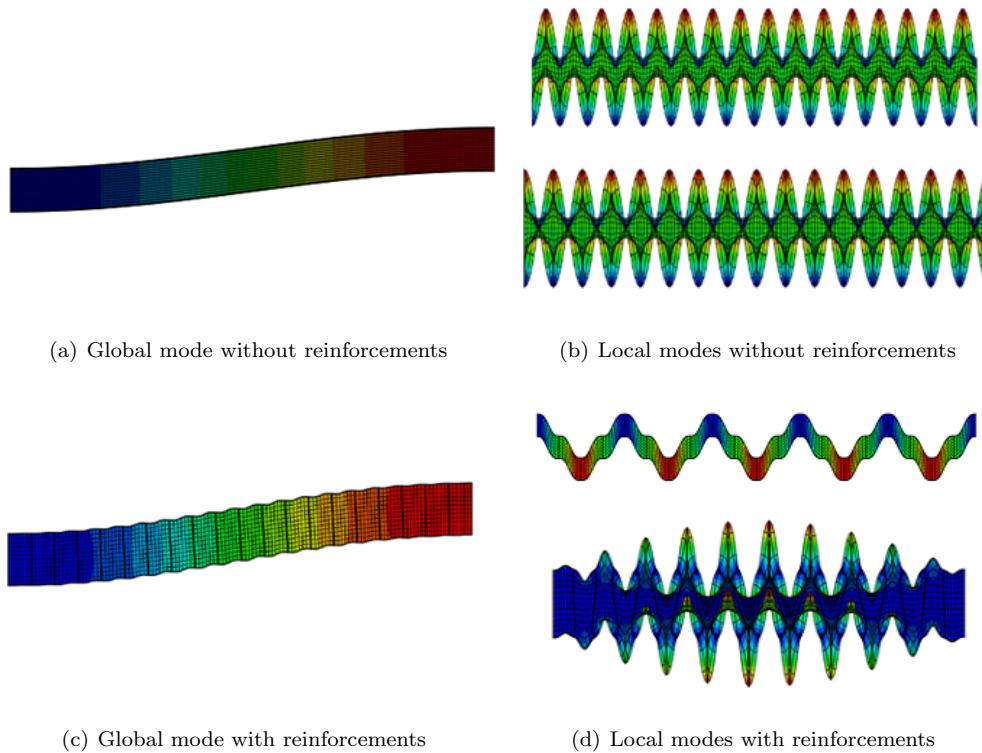 (a) Global mode without reinforcements
(b) Local modes without reinforcements
(c) Global mode with reinforcements
(d) Local modes with reinforcements